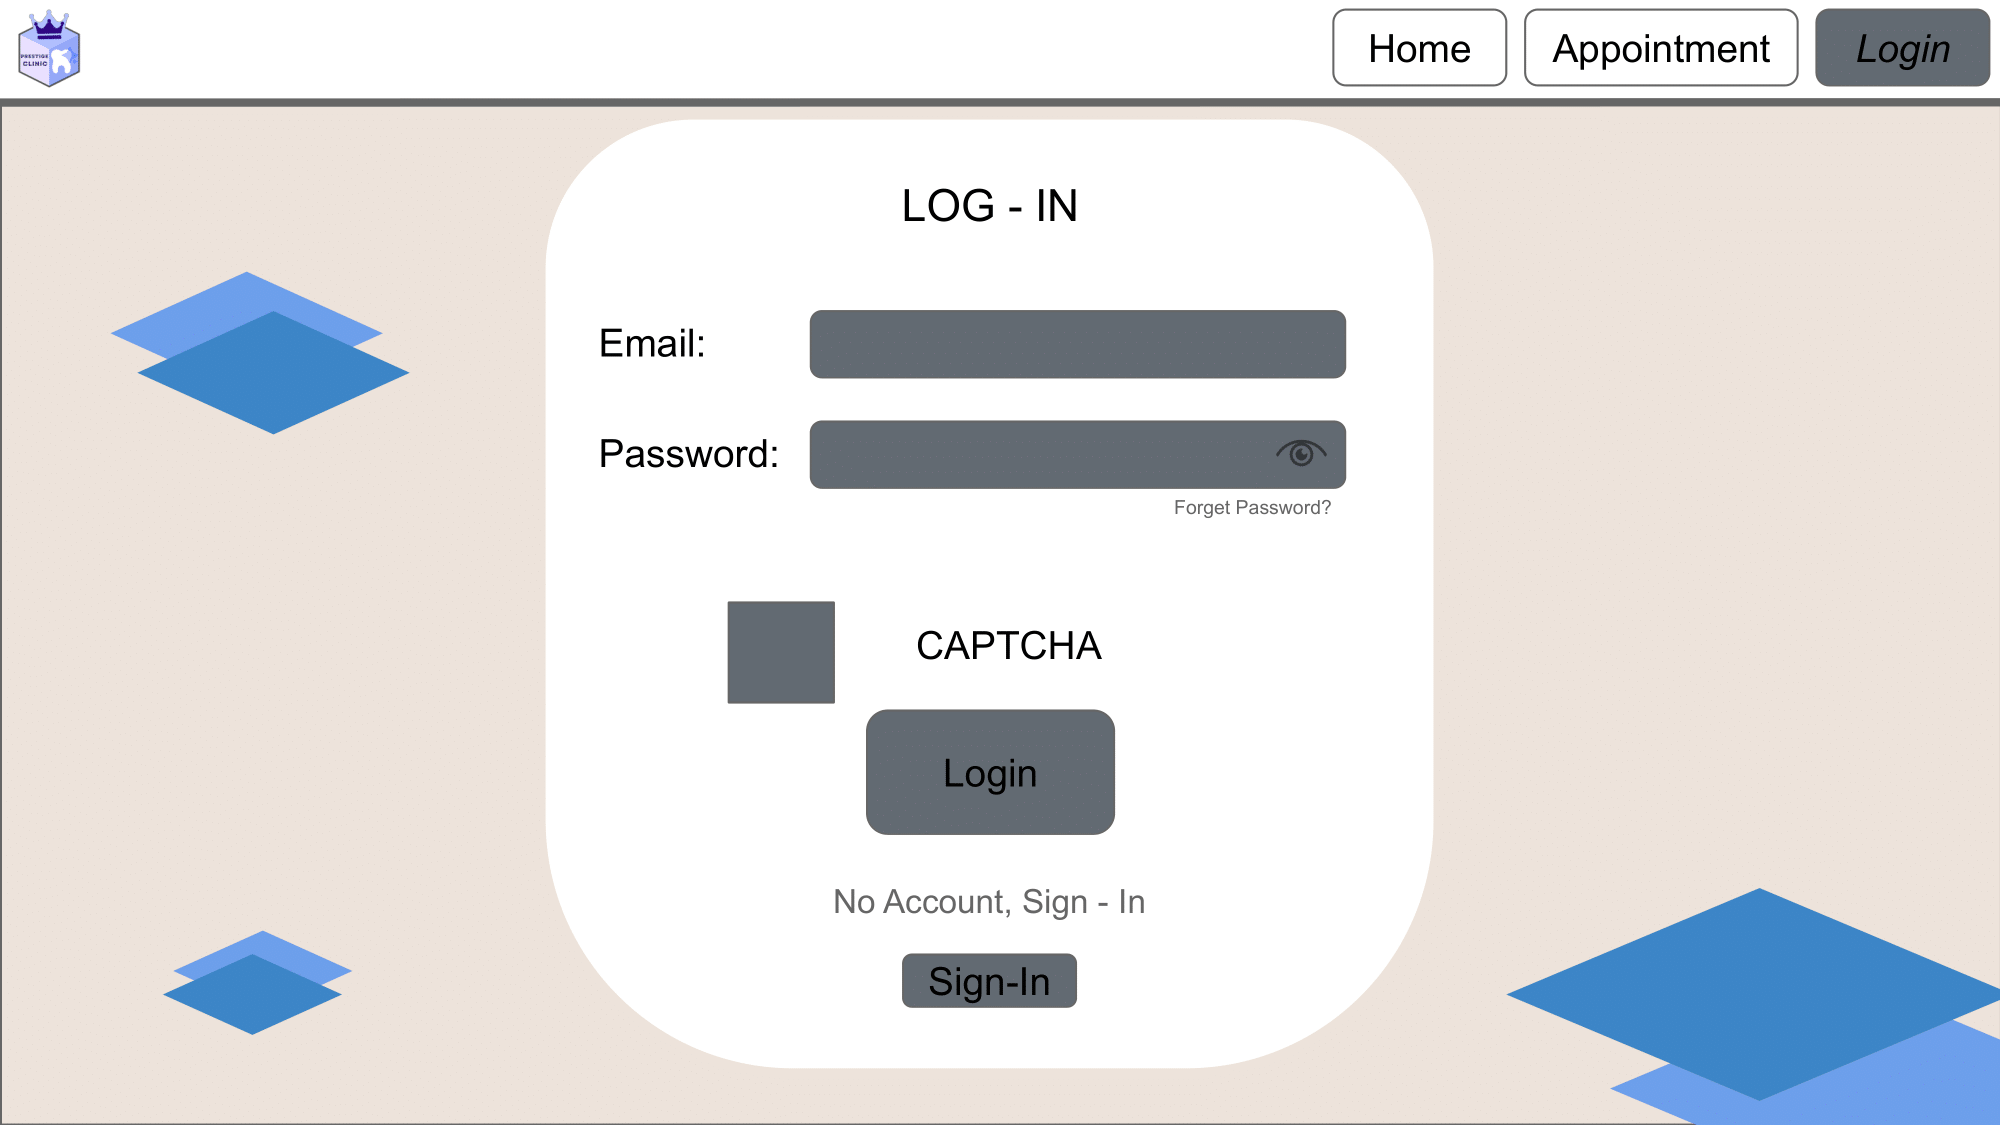 PRESTIGE
CLINIC
Home
Appointment
Login
LOG - IN
Email:
Password:
Forget Password?
CAPTCHA
Login
No Account, Sign - In
Sign-In